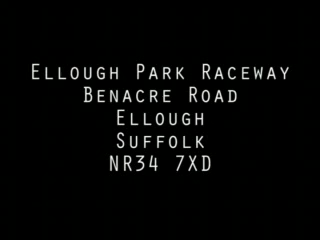 Ellough Park Raceway
Benacre Road
Ellough
Suffolk
NR34 7XD